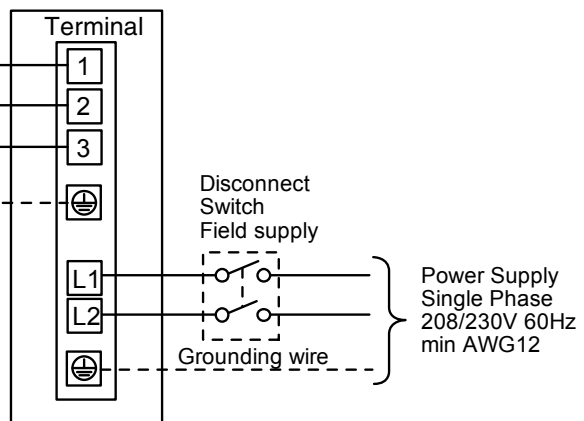 Terminal
1
2
3
Disconnect
Switch
Field supply
L1
L2
Power Supply
Single Phase
208/230V 60Hz
min AWG12
Grounding wire